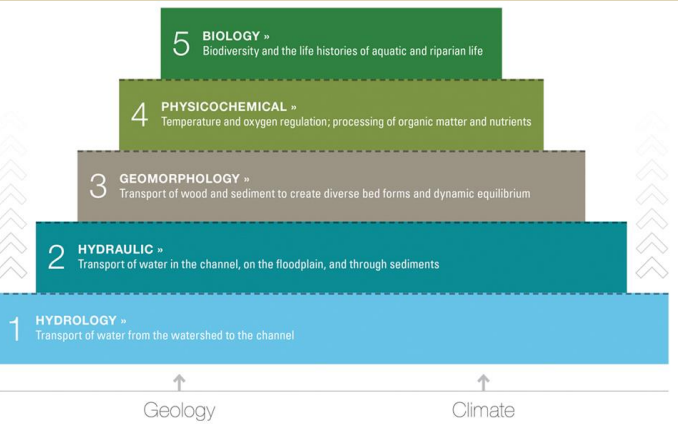 5 BIOLOGY »
Biodiversity and the life histories of aquatic and riparian life
4 PHYSICOCHEMICAL »
Temperature and oxygen regulation; processing of organic matter and nutrients
3 GEOMORPHOLOGY »
Transport of wood and sediment to create diverse bed forms and dynamic equilibrium
2 HYDRAULIC »
Transport of water in the channel, on the floodplain, and through sediments
1 HYDROLOGY »
Transport of water from the watershed to the channel
Geology Climate